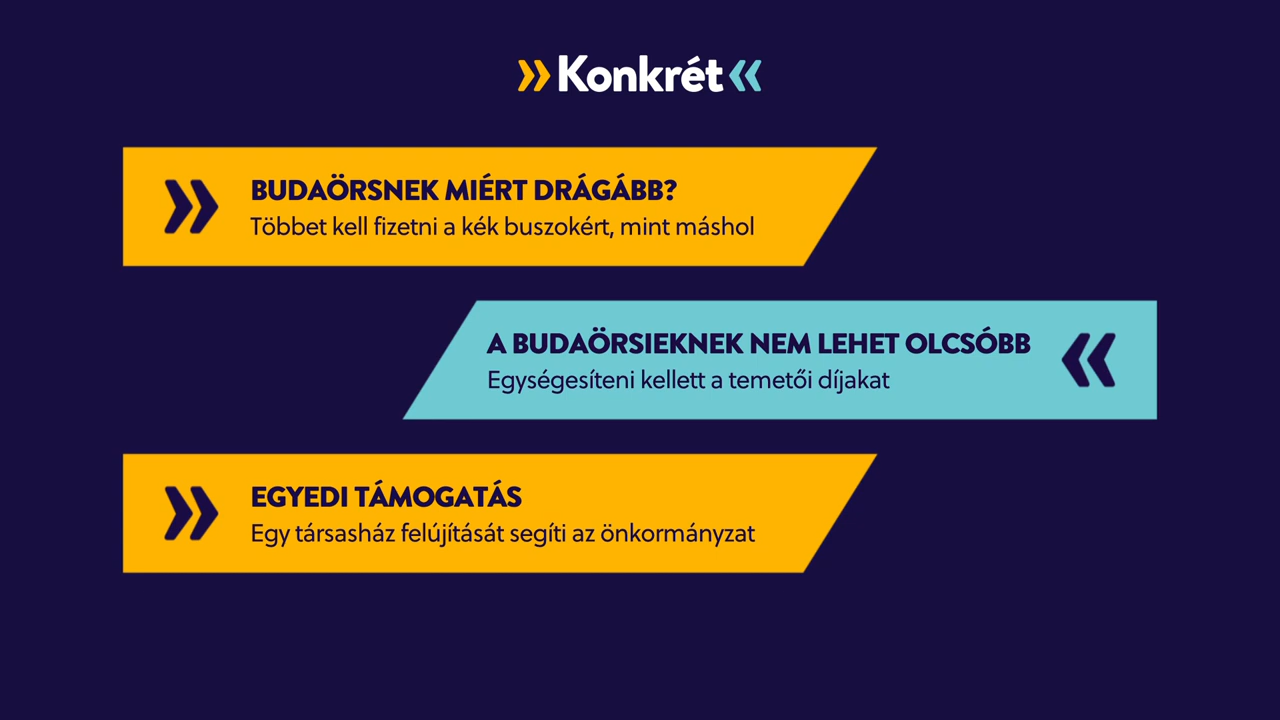 Konkrét
BUDAÖRSNEK MIÉRT DRÁGÁBB?
Többet kell fizetni a kék buszokért, mint máshol
A BUDAÖRSIEKNEK NEM LEHET OLCSÓBB
Egységesíteni kellett a temetői díjakat
EGYEDI TÁMOGATÁS
Egy társasház felújítását segíti az önkormányzat